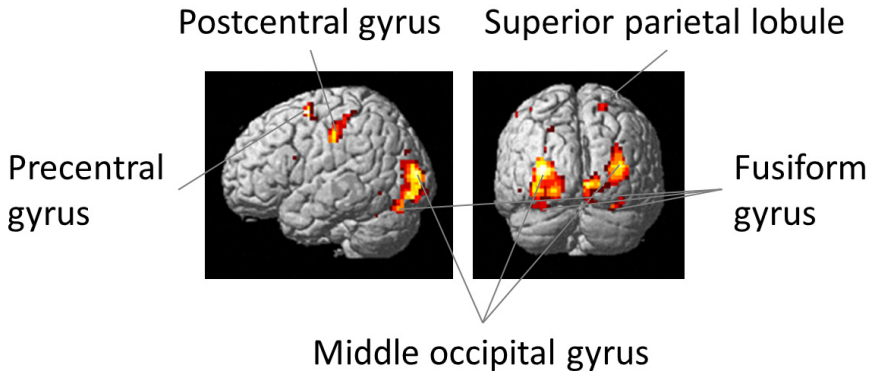 Postcentral gyrus
Superior parietal lobule
Precentral
gyrus
Fusiform
gyrus
Middle occipital gyrus